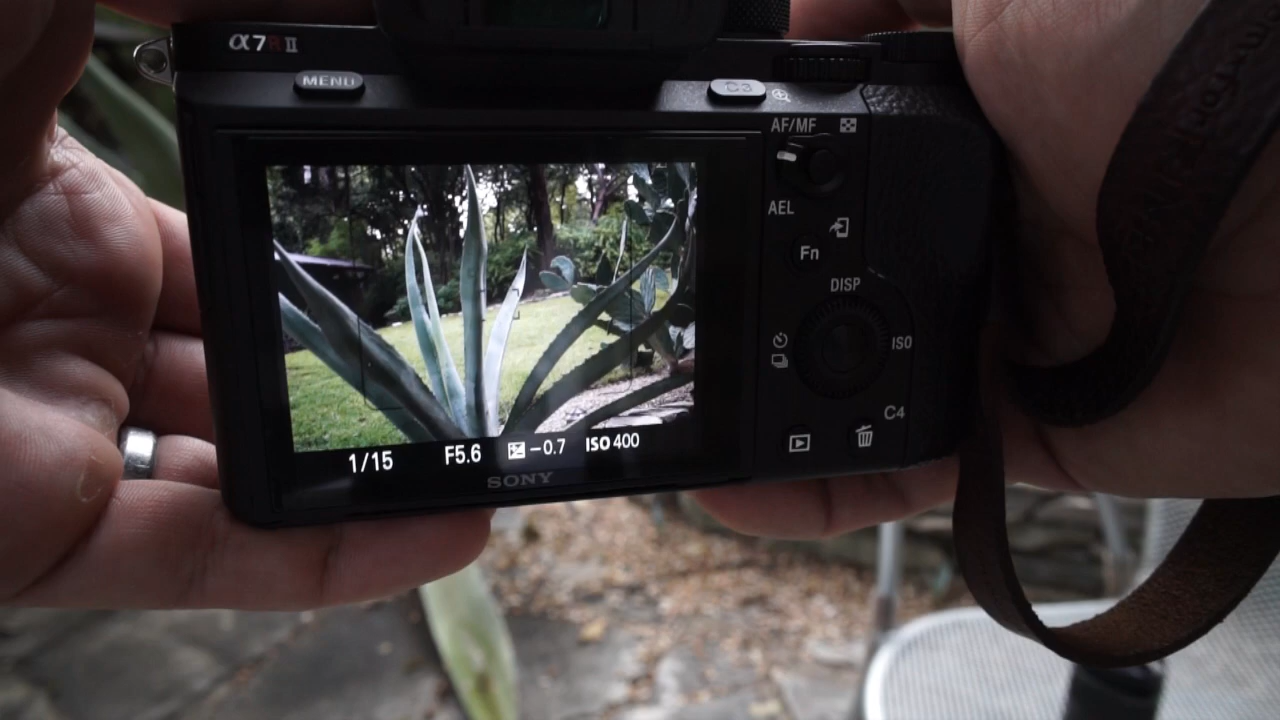 α7RII
MENU
C3
AF/MF
AEL
Fn
DISP
ISO
C4
1/15 F5.6 −0.7 ISO 400
SONY